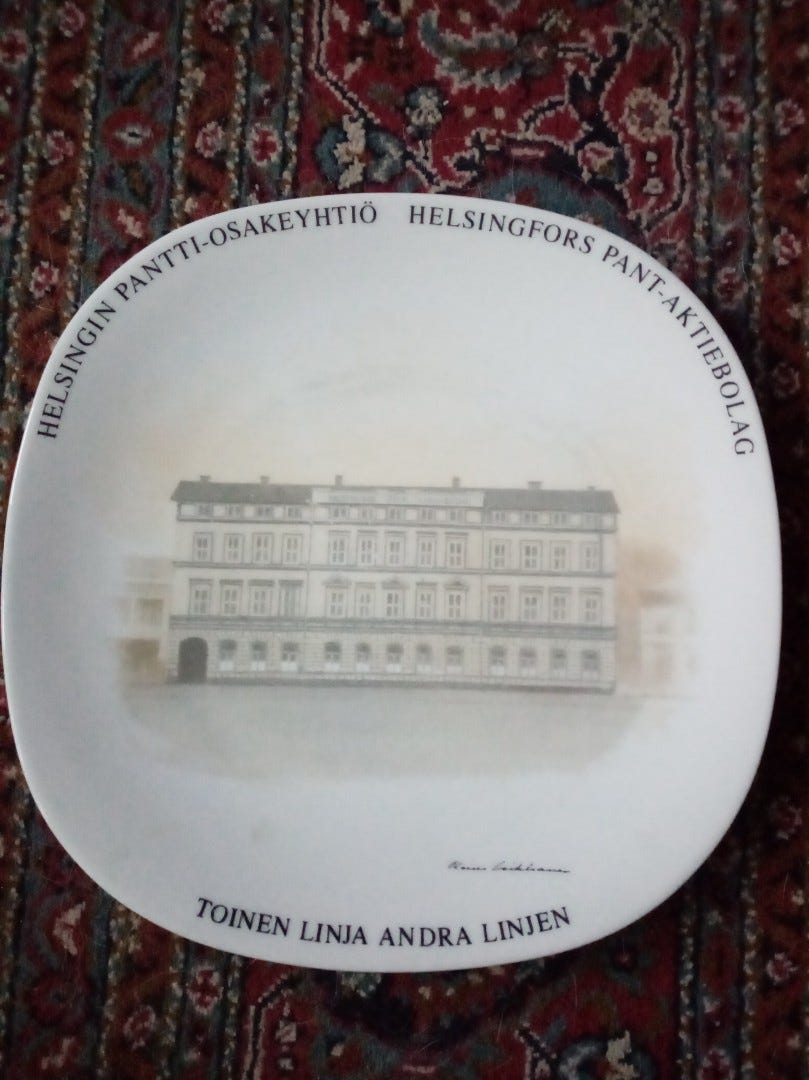 HELSINGIN PANTTI-OSAKEYHTIÖ HELSINGFORS PANT-AKTIEBOLAG
TOINEN LINJA ANDRA LINJEN